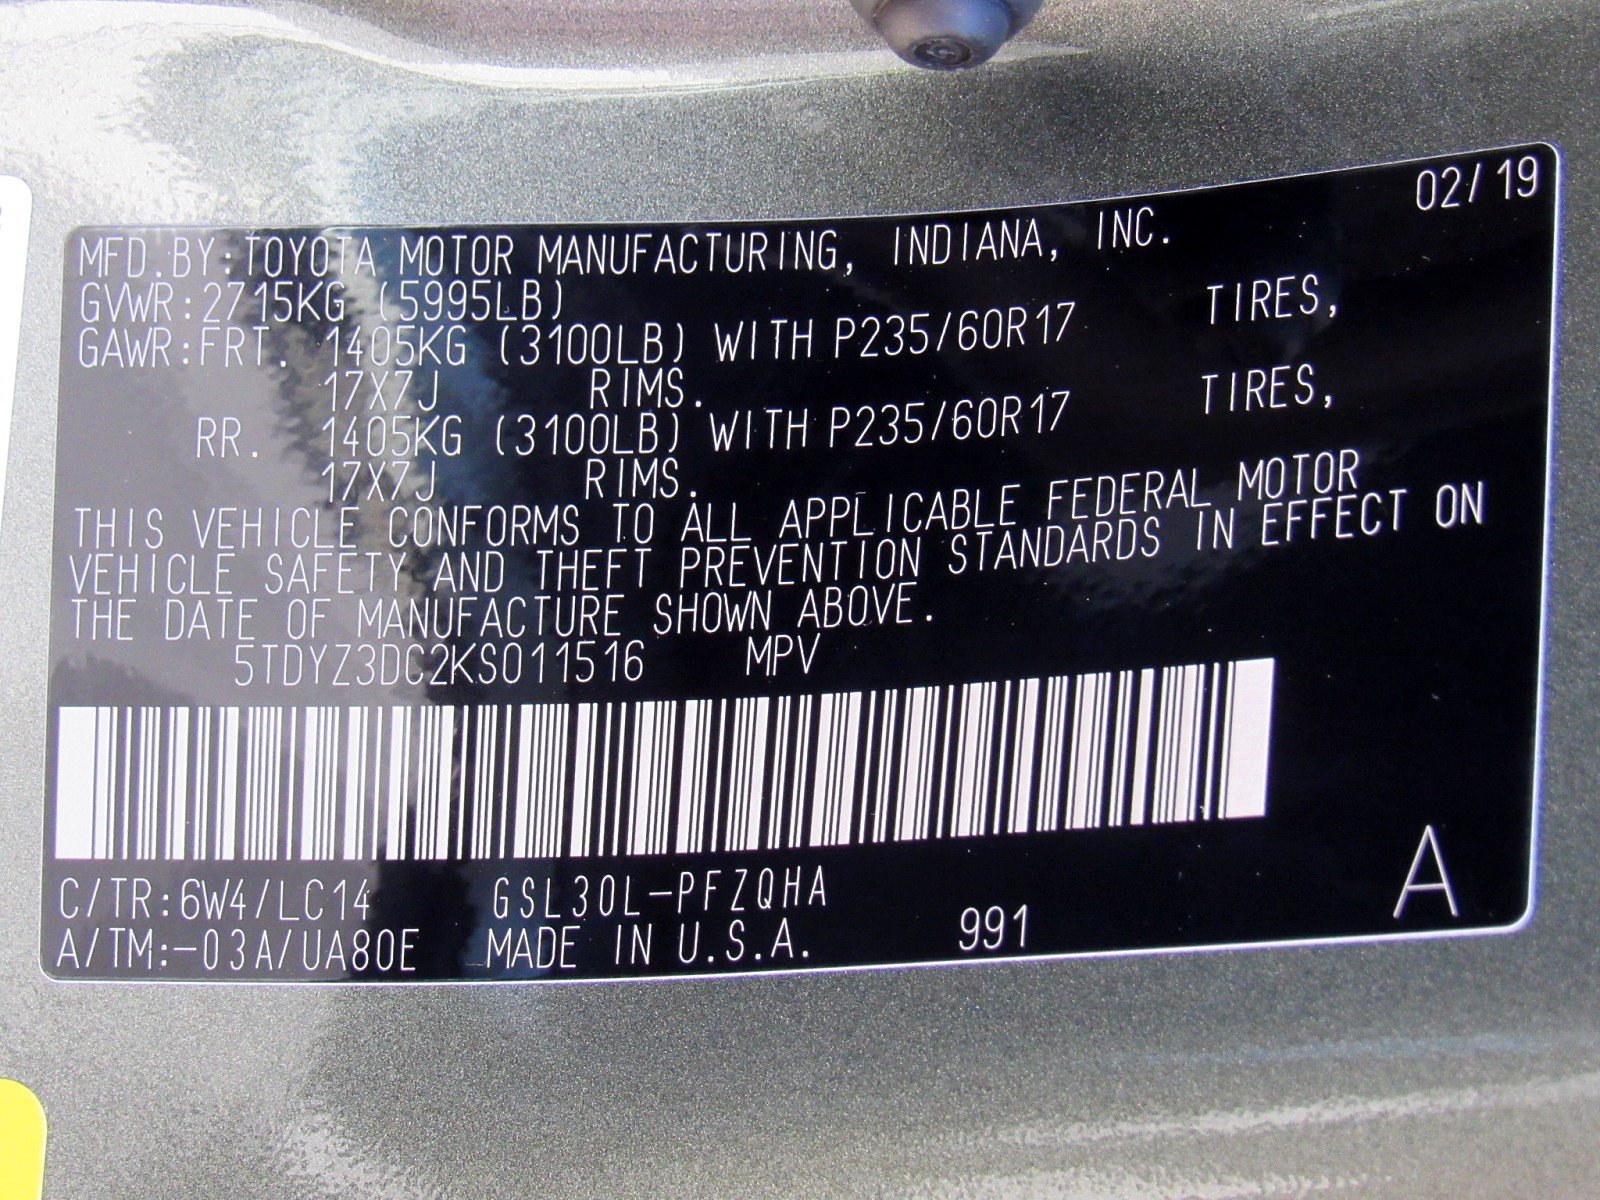 02/19
MFD.BY:TOYOTA MOTOR MANUFACTURING, INDIANA, INC.
GVWR:2715KG (5995LB)
GAWR:FRT. 1405KG (3100LB) WITH P235/60R17 TIRES,
17X7J RIMS.
RR. 1405KG (3100LB) WITH P235/60R17 TIRES,
17X7J RIMS.
THIS VEHICLE CONFORMS TO ALL APPLICABLE FEDERAL MOTOR
VEHICLE SAFETY AND THEFT PREVENTION STANDARDS IN EFFECT ON
THE DATE OF MANUFACTURE SHOWN ABOVE.
5TDYZ3DC2KS011516 MPV
C/TR:6W4/LC14 GSL30L-PFZQHA
A/TM:-03A/UA80E MADE IN U.S.A. 991
A